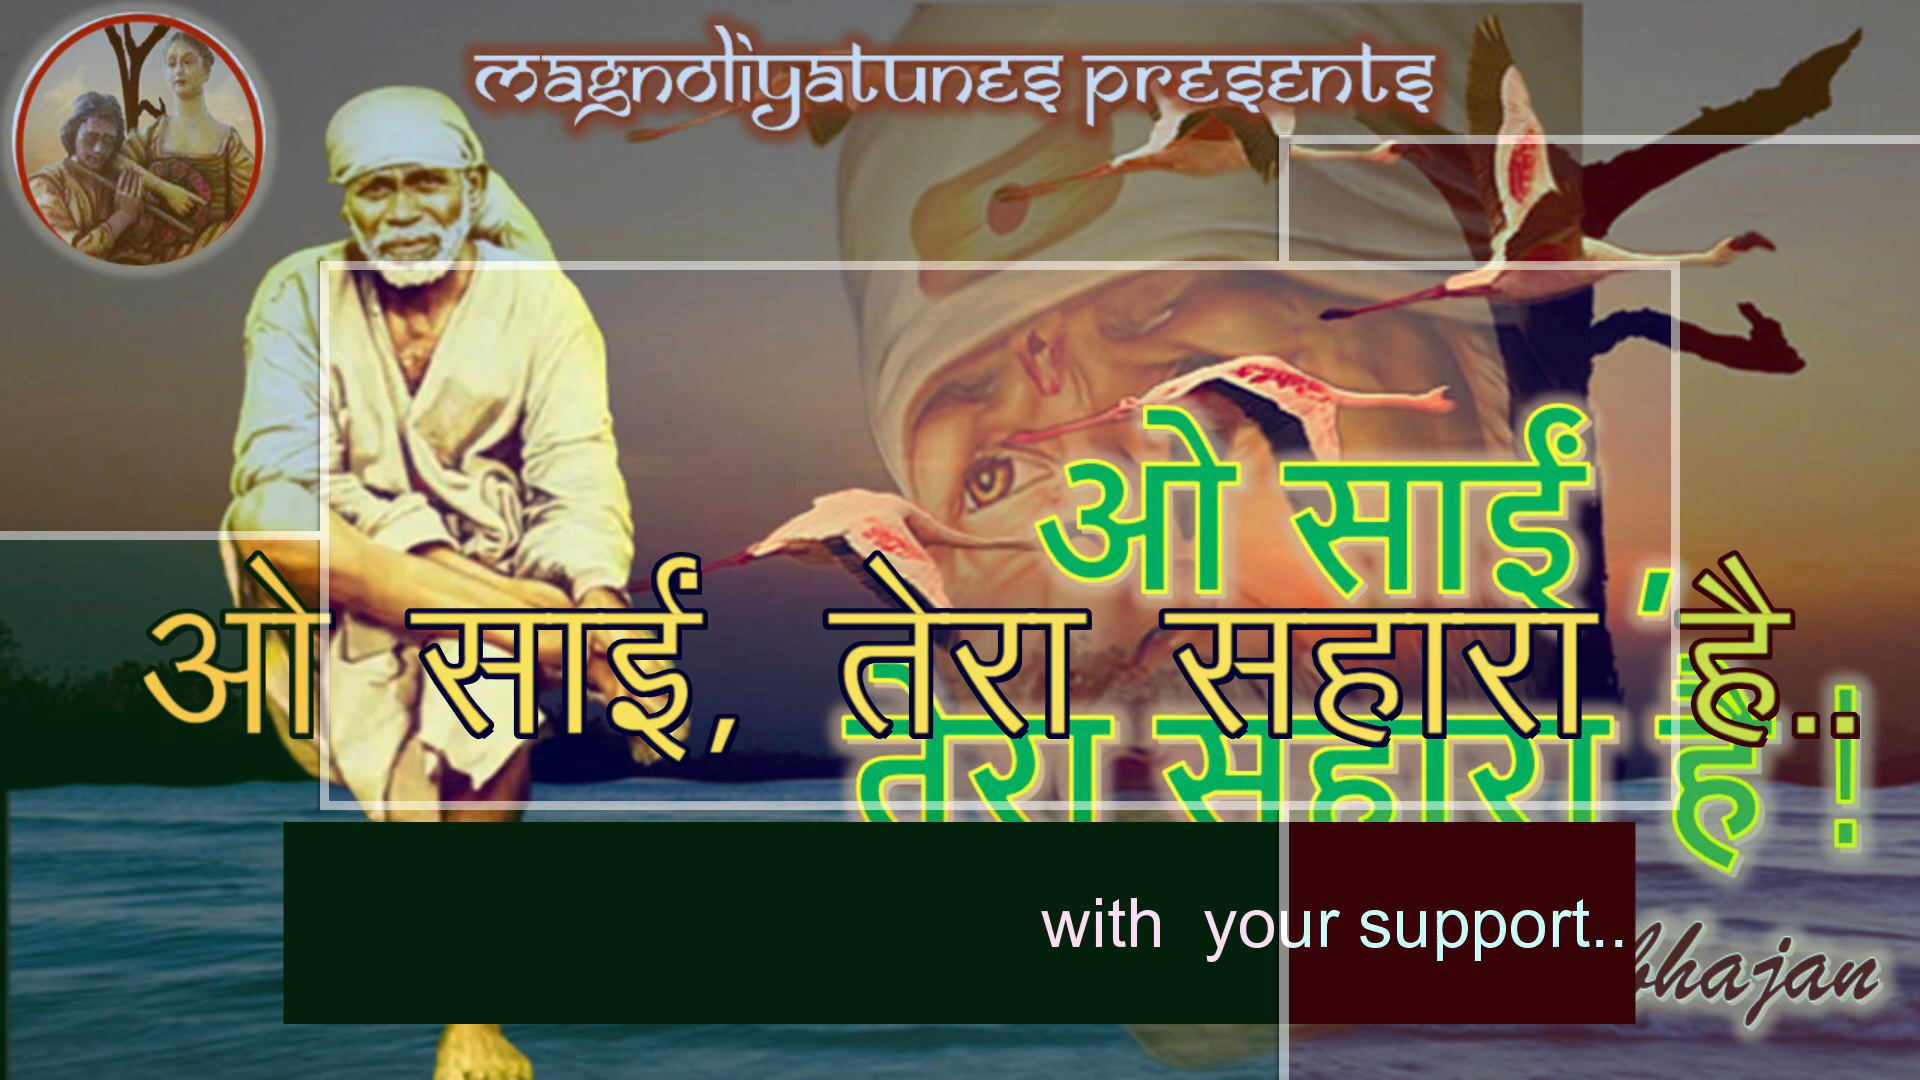 magnoliyatunes presents
ओ साईं,
ओ साईं, तेरा सहारा है..
तेरा सहारा है !
with your support..
bhajan